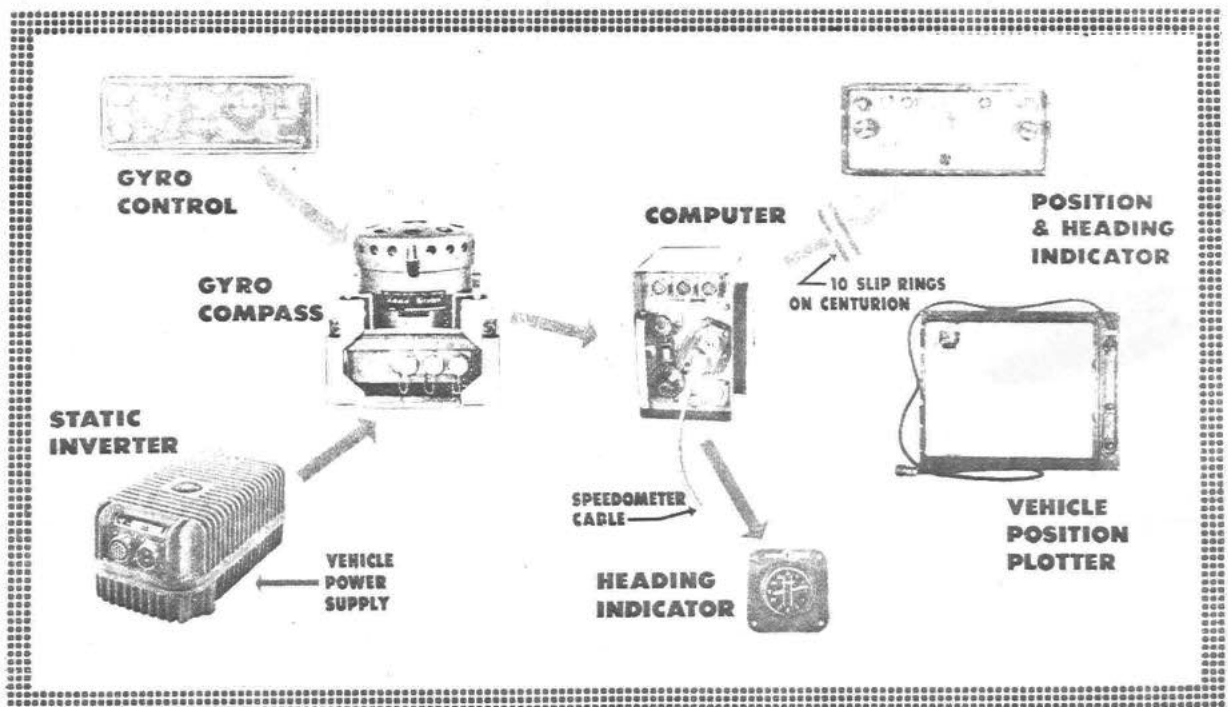 GYRO
CONTROL
GYRO
COMPASS
COMPUTER
POSITION
& HEADING
INDICATOR
10 SLIP RINGS
ON CENTURION
STATIC
INVERTER
SPEEDOMETER
CABLE
VEHICLE
POWER
SUPPLY
HEADING
INDICATOR
VEHICLE
POSITION
PLOTTER